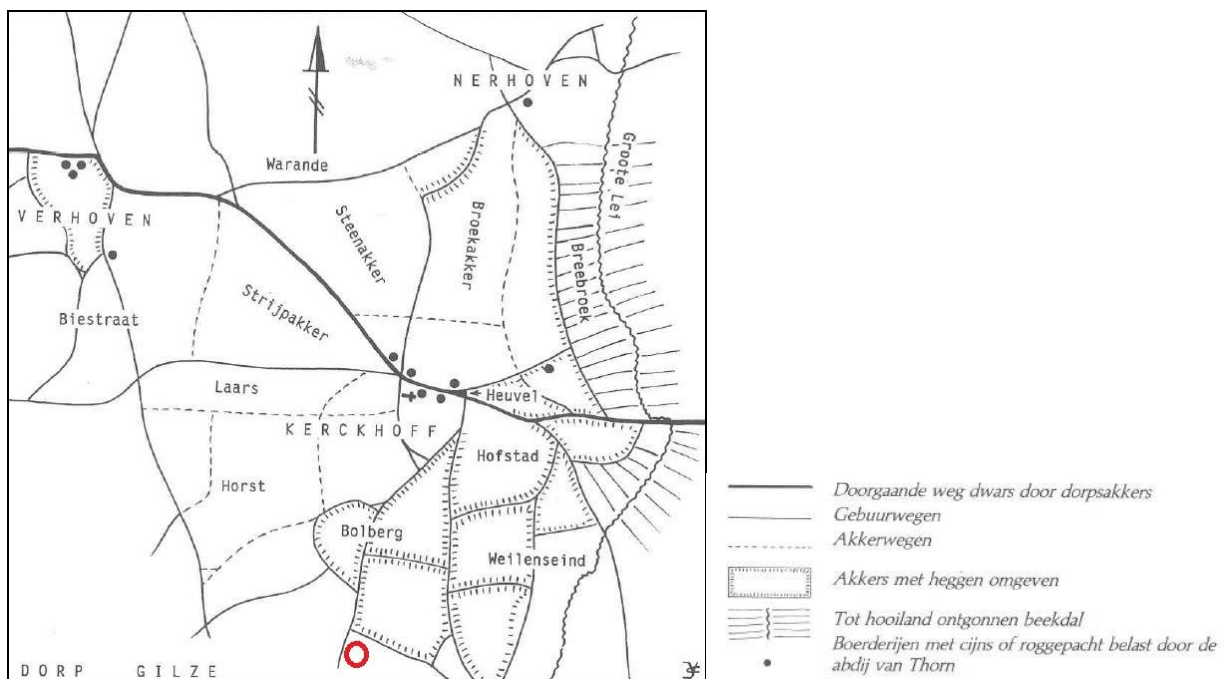 NERHOVEN
Warande
Groote Lei
VERHOVEN
Steenakker
Broekakker
Breebroek
Strijpakker
Biestraat
Laars
Heuvel
KERCKHOFF
Hofstad
Horst
Bolberg
Weilenseind
DORP GILZE
Doorgaande weg dwars door dorpsakkers
Gebuurwegen
Akkerwegen
Akkers met heggen omgeven
Tot hooiland ontgonnen beekdal
Boerderijen met cijns of roggepacht belast door de
abdij van Thorn